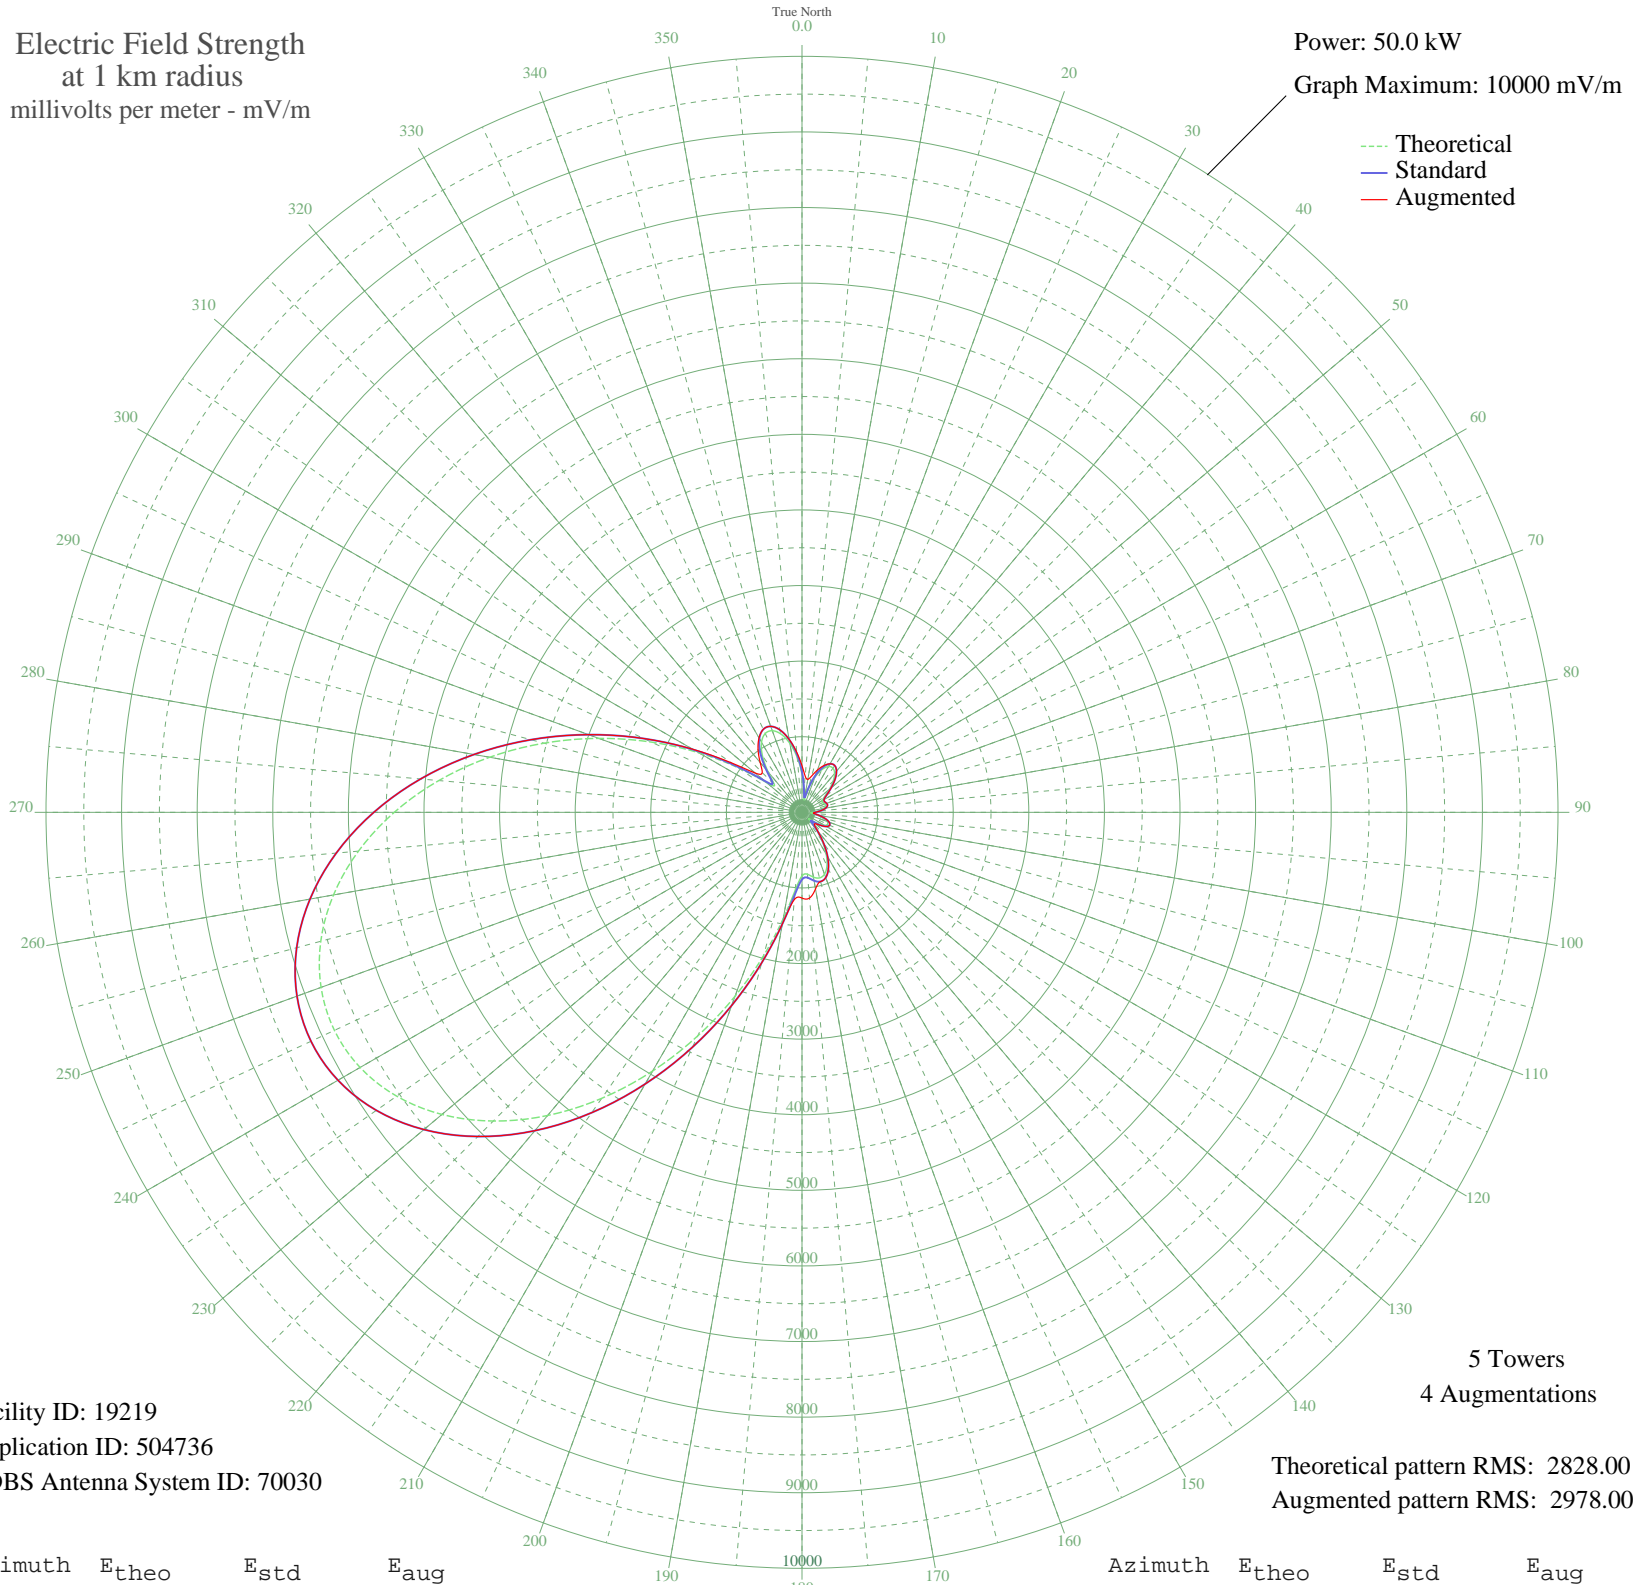 Electric Field Strength
at 1 km radius
millivolts per meter - mV/m
True North
0.0
10
20
30
40
50
60
70
80
90
100
110
120
130
140
150
160
170
190
200
210
220
230
240
250
260
270
280
290
300
310
320
330
340
350
Power: 50.0 kW
Graph Maximum: 10000 mV/m
Theoretical
Standard
Augmented
2000
3000
4000
5000
6000
7000
8000
9000
10000
5 Towers
4 Augmentations
cility ID: 19219
plication ID: 504736
DBS Antenna System ID: 70030
Theoretical pattern RMS: 2828.00
Augmented pattern RMS: 2978.00
imuth Etheo Estd Eaug
Azimuth Etheo Estd Eaug